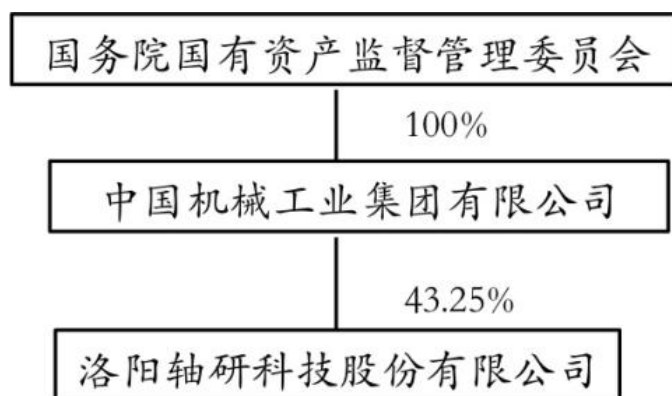 国务院国有资产监督管理委员会
100%
中国机械工业集团有限公司
43.25%
洛阳轴研科技股份有限公司